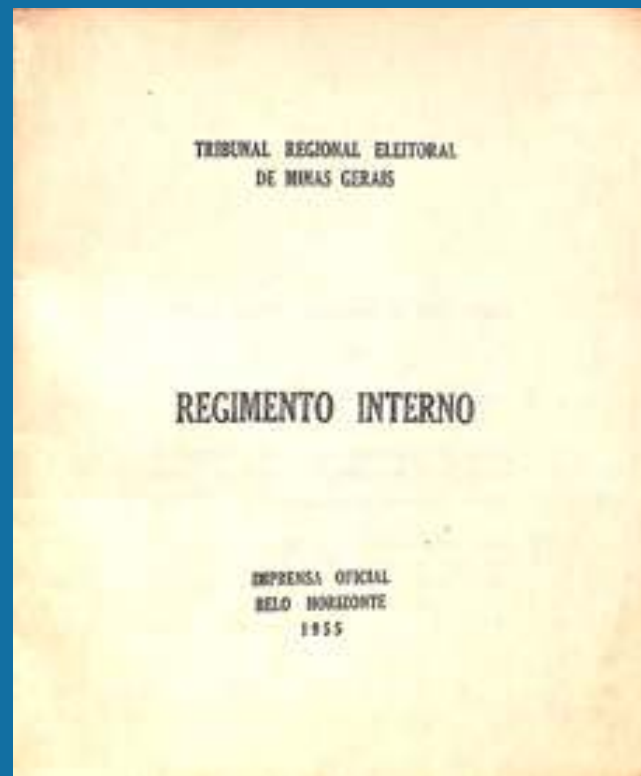 TRIBUNAL REGIONAL ELEITORAL
DE MINAS GERAIS
REGIMENTO INTERNO
IMPRENSA OFICIAL
BELO HORIZONTE
1955